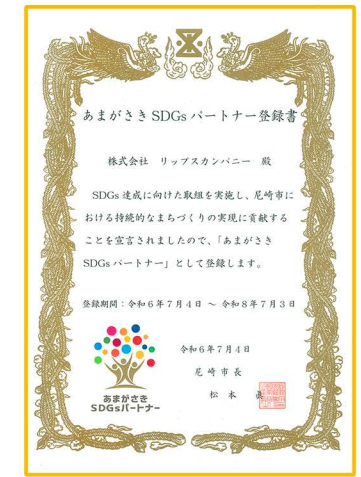 あまがさきSDGsパートナー登録書
株式会社　リップスカンパニー　殿
SDGs達成に向けた取組を実施し、尼崎市に
おける持続的なまちづくりの実現に貢献する
ことを宣言されましたので、「あまがさき
SDGsパートナー」として登録します。
登録期間：令和６年７月４日 ～ 令和８年７月３日
令和６年７月４日
尼崎市長
松本　眞
あまがさき
SDGsパートナー